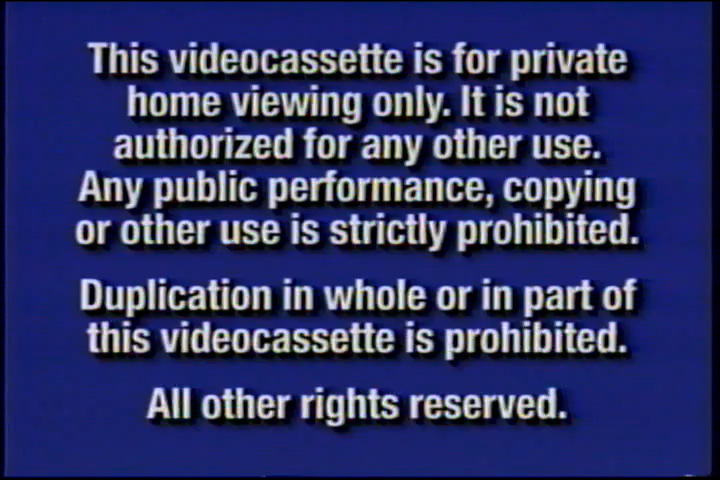 This videocassette is for private
home viewing only. It is not
authorized for any other use.
Any public performance, copying
or other use is strictly prohibited.
Duplication in whole or in part of
this videocassette is prohibited.
All other rights reserved.